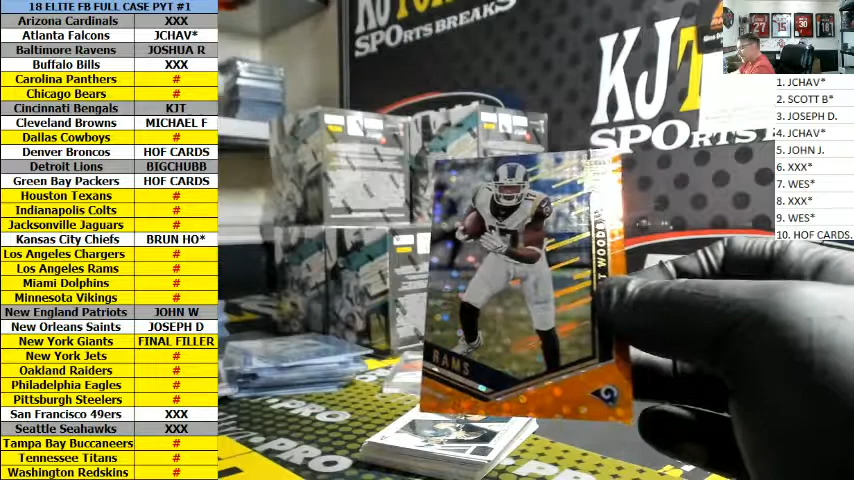 18 ELITE FB FULL CASE PYT #1
Arizona Cardinals XXX
Atlanta Falcons JCHAV*
Baltimore Ravens JOSHUA R
Buffalo Bills XXX
Carolina Panthers #
Chicago Bears #
Cincinnati Bengals KJT
Cleveland Browns MICHAEL F
Dallas Cowboys #
Denver Broncos HOF CARDS
Detroit Lions BIGCHUBB
Green Bay Packers HOF CARDS
Houston Texans #
Indianapolis Colts #
Jacksonville Jaguars #
Kansas City Chiefs BRUN HO*
Los Angeles Chargers #
Los Angeles Rams #
Miami Dolphins #
Minnesota Vikings #
New England Patriots JOHN W
New Orleans Saints JOSEPH D
New York Giants FINAL FILLER
New York Jets #
Oakland Raiders #
Philadelphia Eagles #
Pittsburg Steelers #
San Francisco 49ers XXX
Seattle Seahawks XXX
Tampa Bay Buccaneers #
Tennessee Titans #
Washington Redskins #
SPORTS BREAKS
KJT
SPORTS
17
RAMS
PRO
1. JCHAV*
2. SCOTT B*
3. JOSEPH D.
4. JCHAV*
5. JOHN J.
6. XXX*
7. WES*
8. XXX*
9. WES*
10. HOF CARDS.